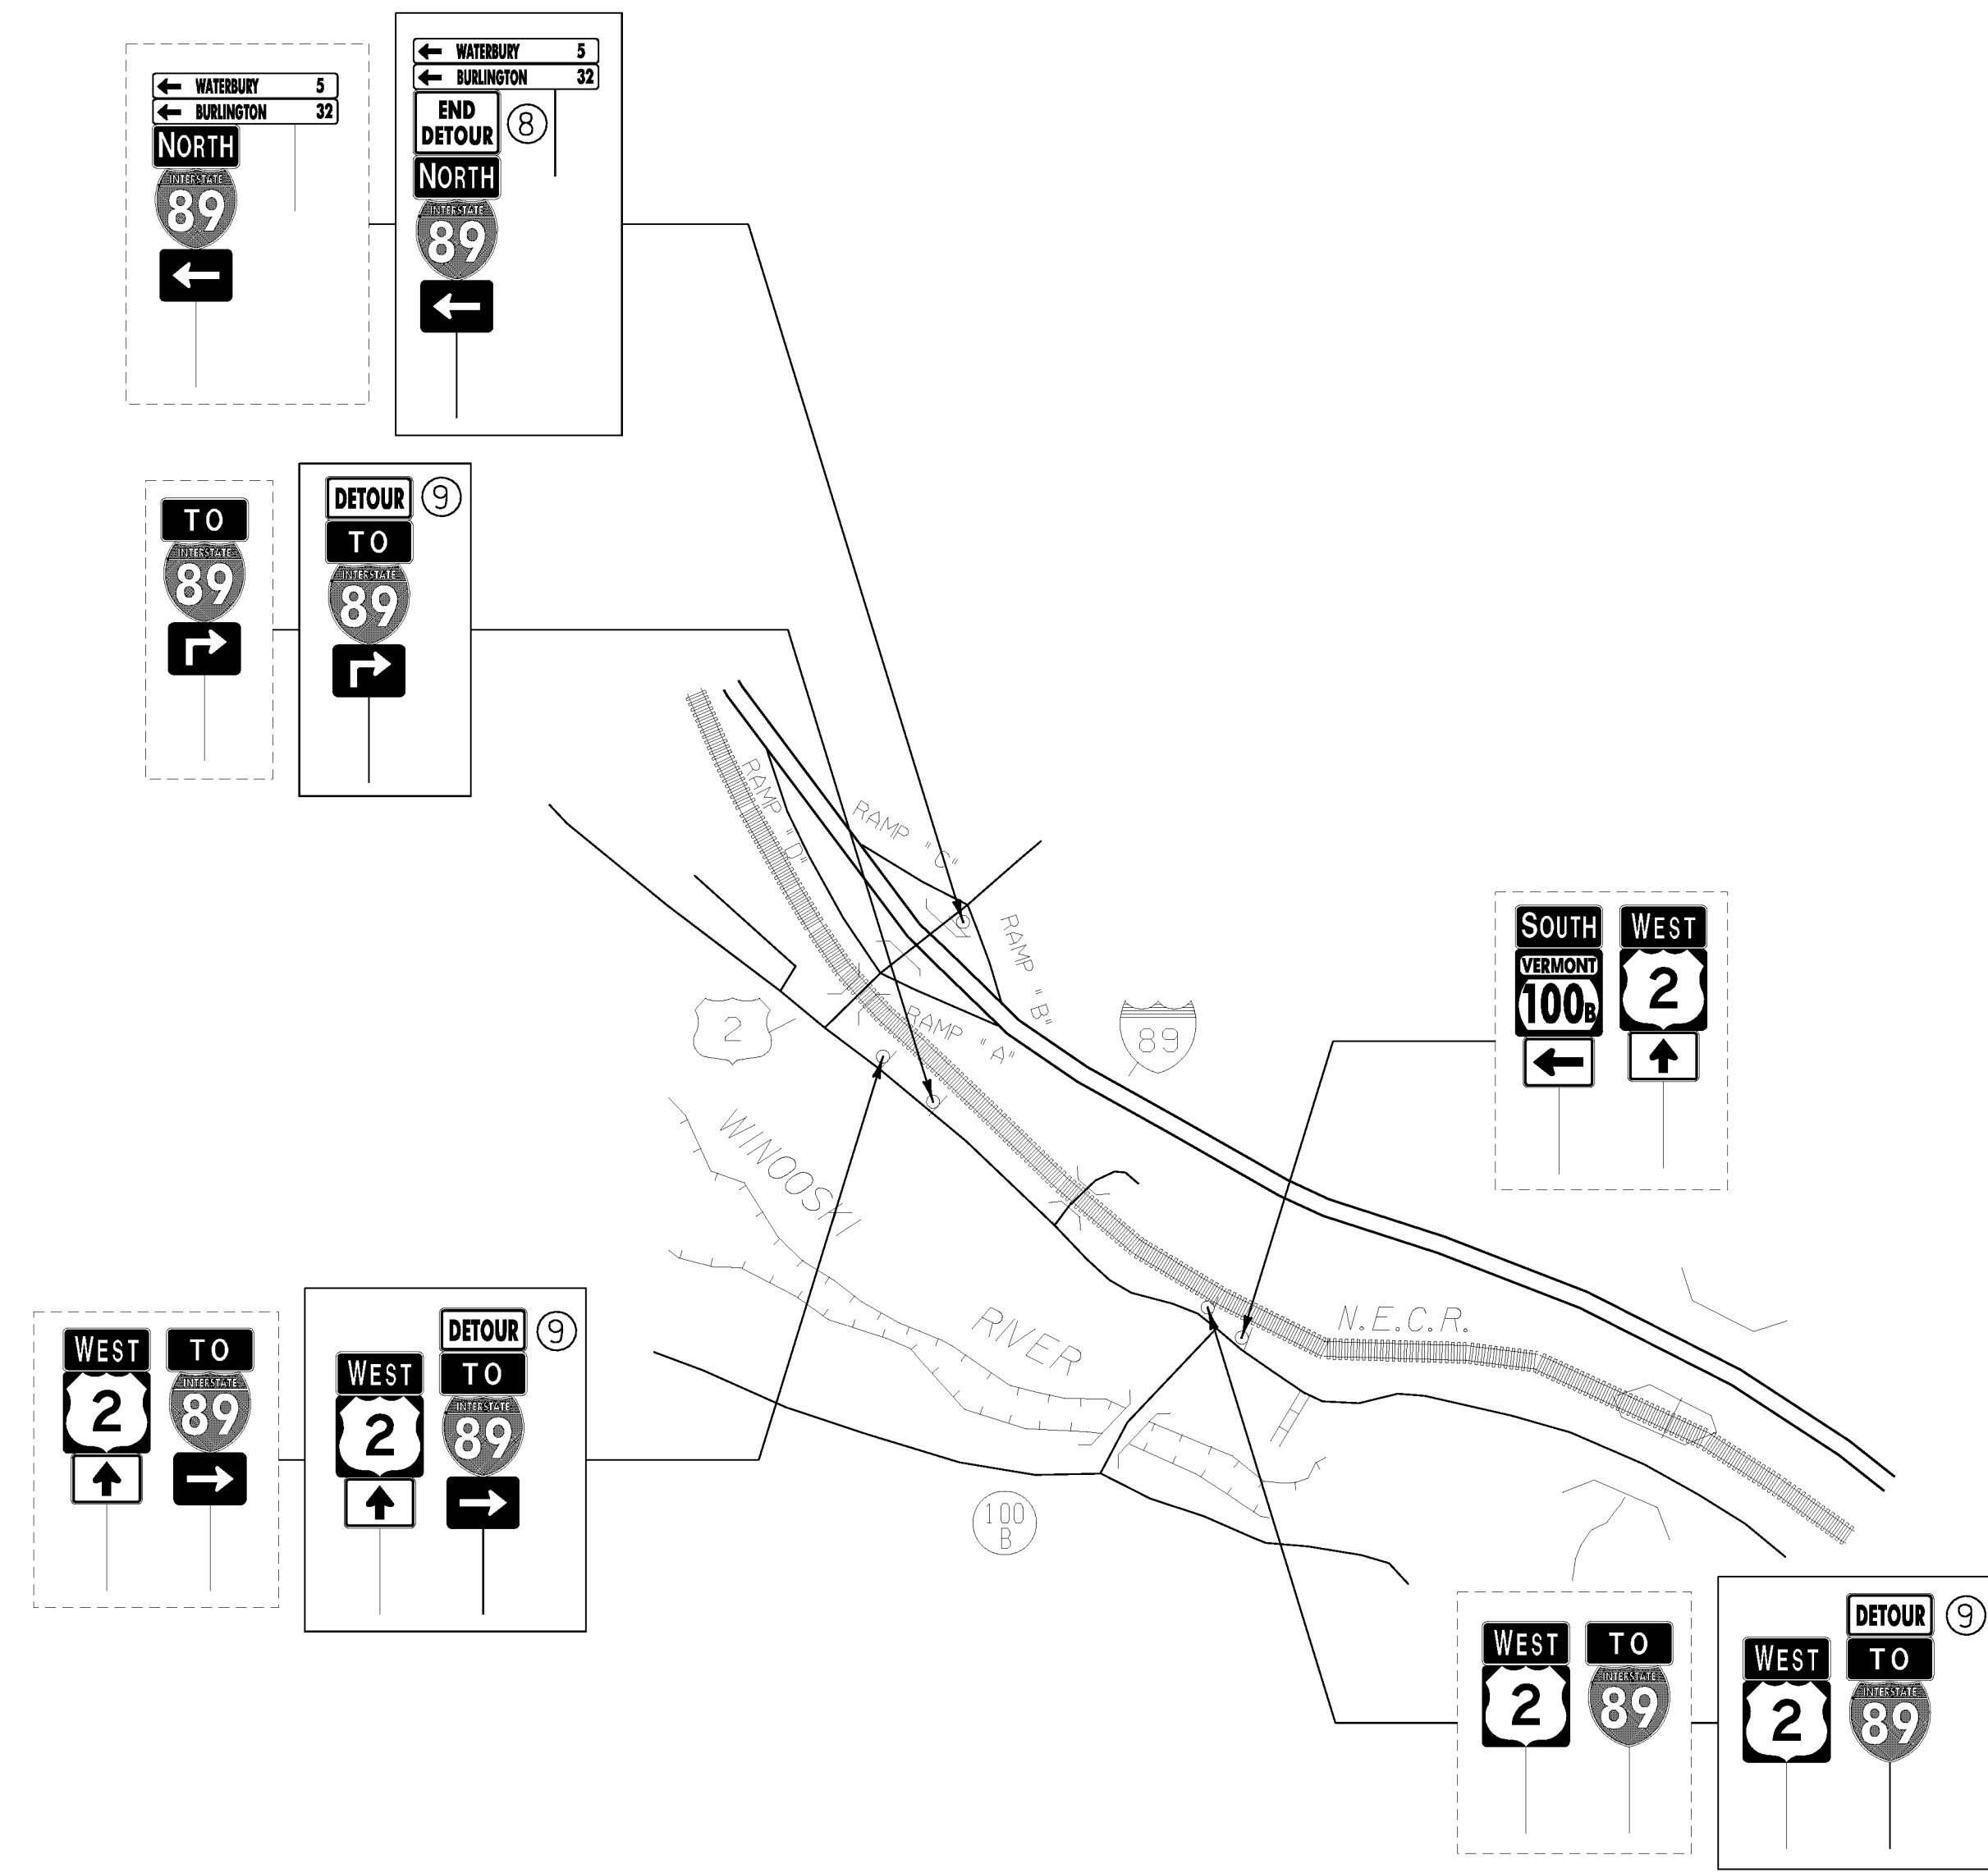 ← WATERBURY 5
← BURLINGTON 32
NORTH
INTERSTATE
89
← WATERBURY 5
← BURLINGTON 32
END
DETOUR
8
NORTH
INTERSTATE
89
TO
INTERSTATE
89
DETOUR
9
TO
INTERSTATE
89
RAMP "D"
RAMP "C"
RAMP "B"
RAMP "A"
2
89
SOUTH
VERMONT
100B
WEST
2
WINOOSKI
RIVER
N.E.C.R.
100
B
WEST
2
TO
INTERSTATE
89
WEST
2
DETOUR
9
TO
INTERSTATE
89
WEST
2
TO
INTERSTATE
89
WEST
2
DETOUR
9
TO
INTERSTATE
89